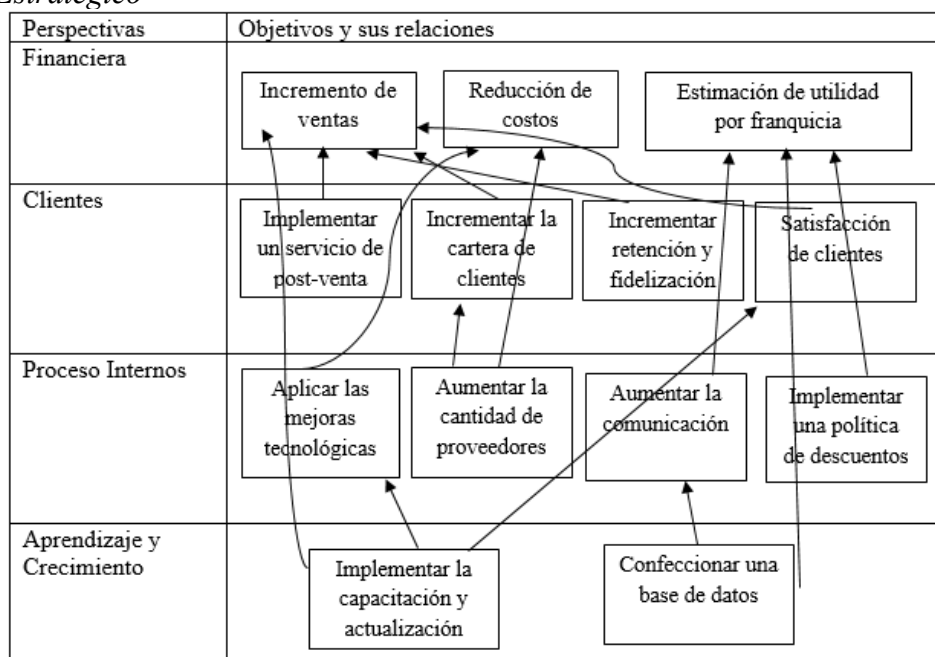 Estratégico
Perspectivas
Objetivos y sus relaciones
Financiera
Incremento de
ventas
Reducción de
costos
Estimación de utilidad
por franquicia
Clientes
Implementar
un servicio de
post-venta
Incrementar la
cartera de
clientes
Incrementar
retención y
fidelización
Satisfacción
de clientes
Proceso Internos
Aplicar las
mejoras
tecnológicas
Aumentar la
cantidad de
proveedores
Aumentar la
comunicación
Implementar
una política
de descuentos
Aprendizaje y
Crecimiento
Implementar la
capacitación y
actualización
Confeccionar una
base de datos